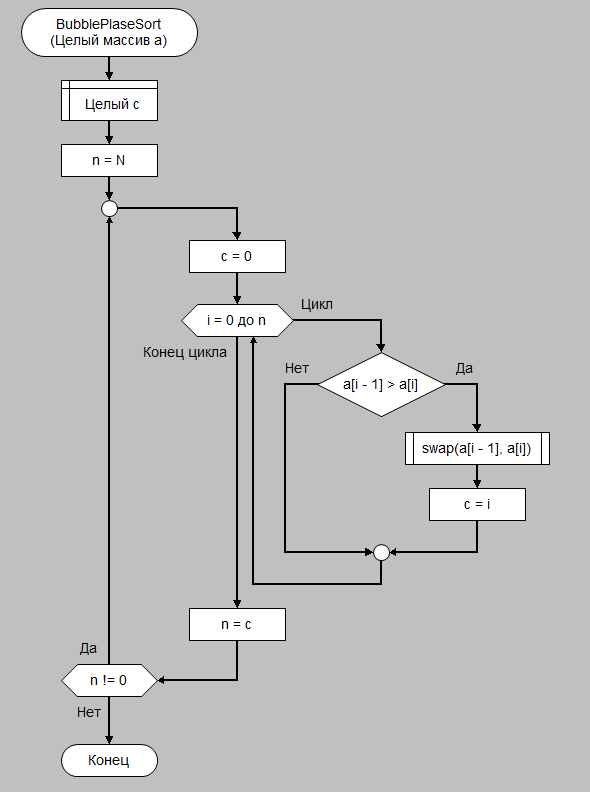 BubblePlaseSort
(Целый массив a)
Целый c
n = N
c = 0
Цикл
i = 0 до n
Конец цикла
Нет
Да
a[i - 1] > a[i]
swap(a[i - 1], a[i])
c = i
n = c
Да
n != 0
Нет
Конец